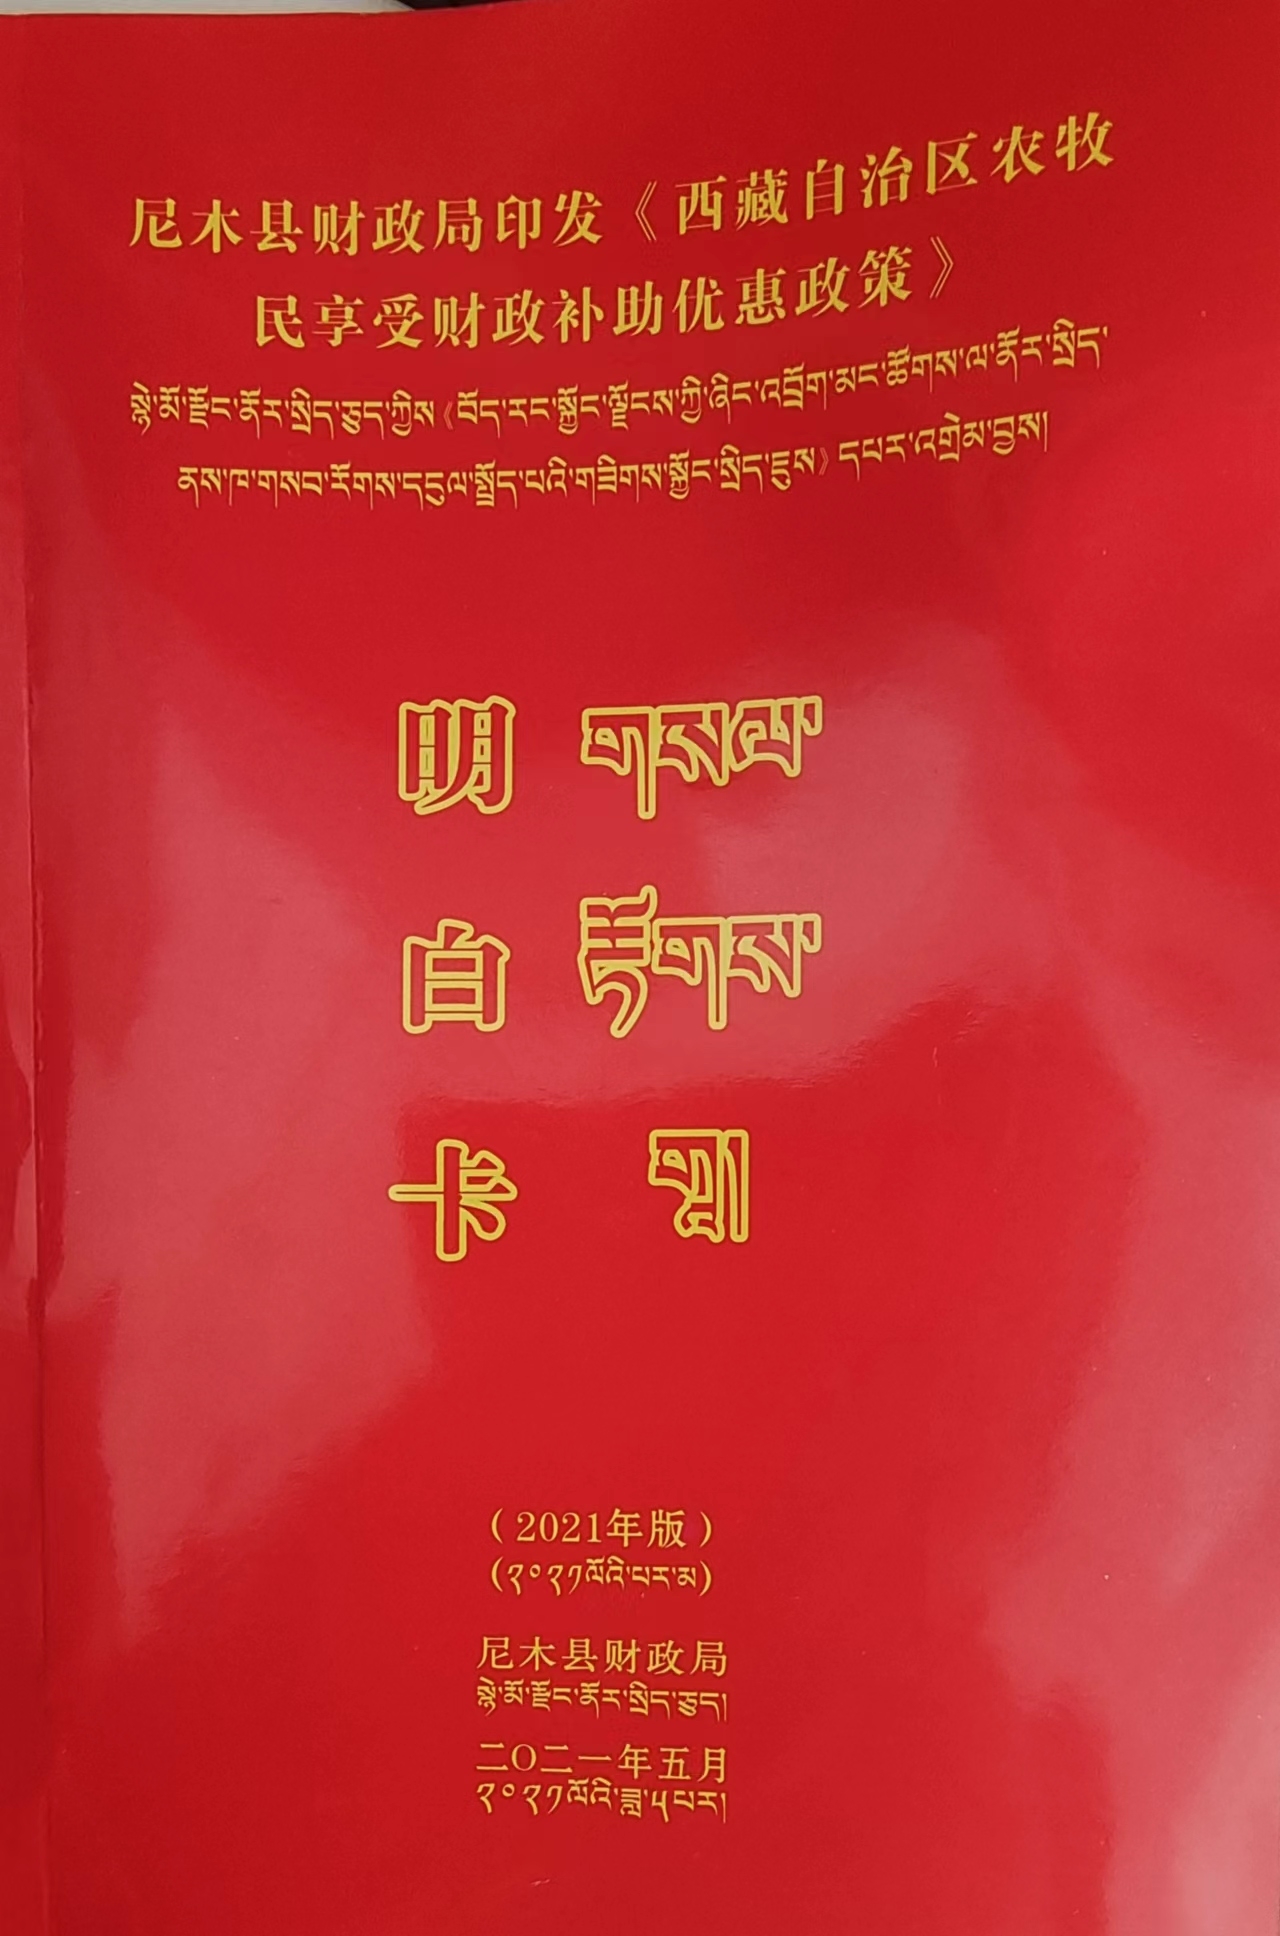 尼木县财政局印发《西藏自治区农牧
民享受财政补助优惠政策》
སྙེ་མོ་རྫོང་ནོར་སྲིད་ཅུད་ཀྱིས《བོད་རང་སྐྱོང་ལྗོངས་ཀྱི་ཞིང་འབྲོག་མང་ཚོགས་ལ་ནོར་སྲིད་
ནས་ཁ་གསབ་རོགས་དངུལ་སྤྲོད་པའི་གཟིགས་སྐྱོང་སྲིད་ཇུས》དཔར་འགྲེམ་བྱས།
明 གསལ་
白 རྟོགས་
卡 ཀཱ།
（2021年版）
(༢༠༢༡ལོའི་པར་མ)
尼木县财政局
སྙེ་མོ་རྫོང་ནོར་སྲིད་ཅུད།
二〇二一年五月
༢༠༢༡ལོའི་ཟླ་༥པར།